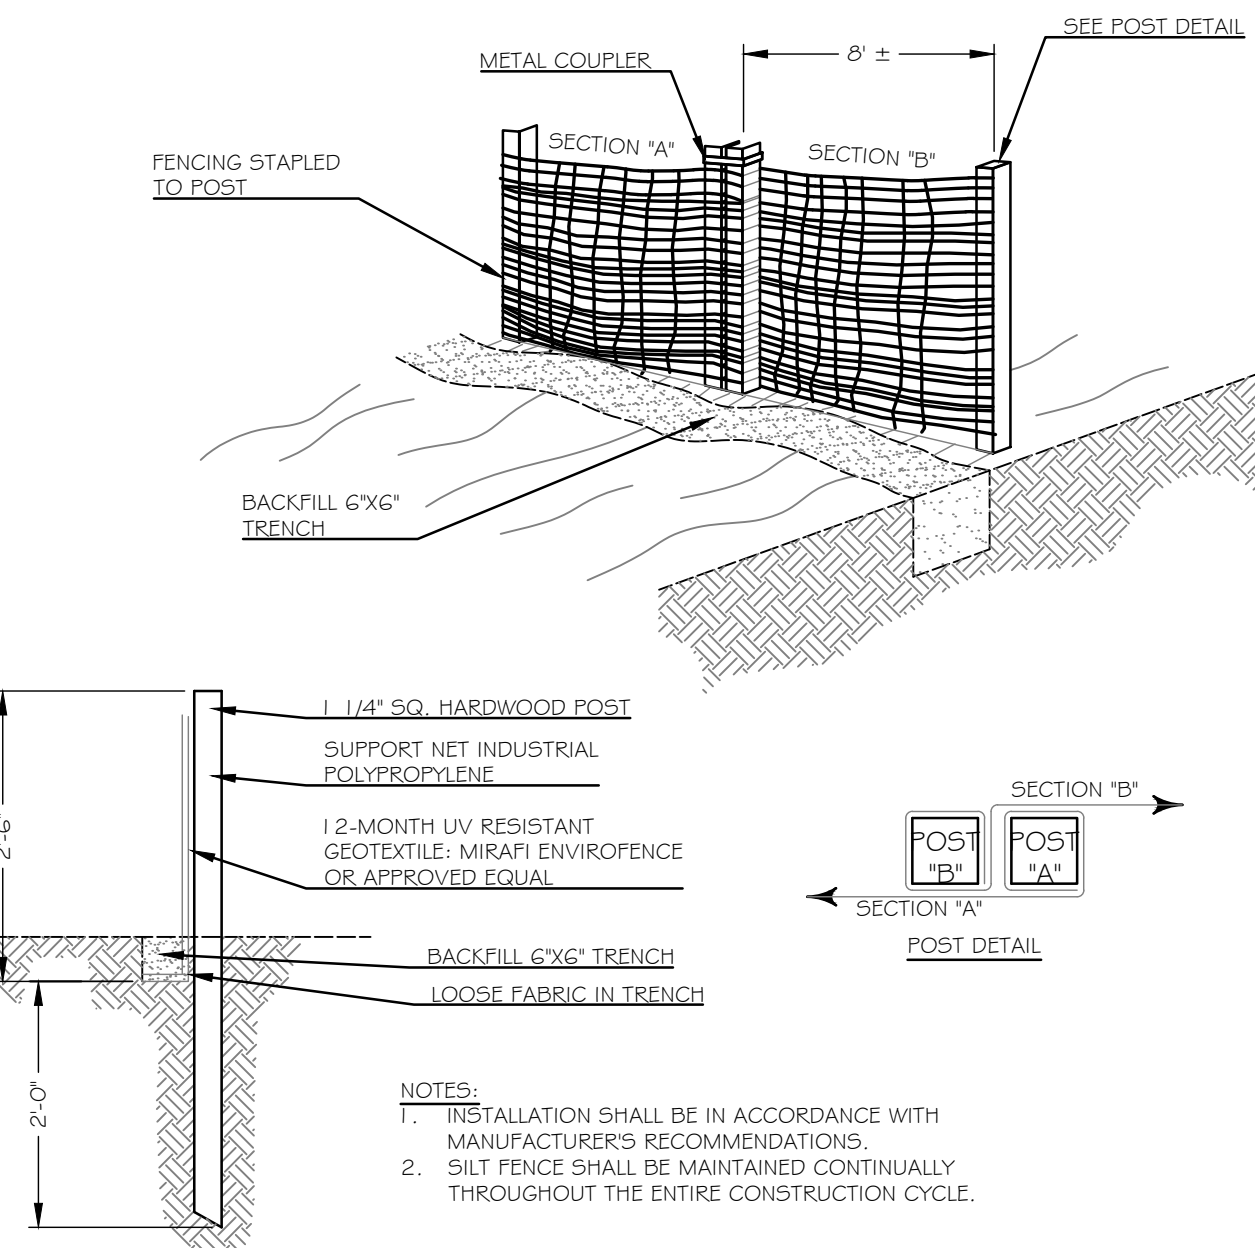 SEE POST DETAIL
METAL COUPLER
8' ±
SECTION "A"
SECTION "B"
FENCING STAPLED
TO POST
BACKFILL 6"X6"
TRENCH
1 1/4" SQ. HARDWOOD POST
SUPPORT NET INDUSTRIAL
POLYPROPYLENE
12-MONTH UV RESISTANT
GEOTEXTILE: MIRAFI ENVIROFENCE
OR APPROVED EQUAL
2'-6"
BACKFILL 6"X6" TRENCH
LOOSE FABRIC IN TRENCH
2'-0"
SECTION "B"
POST
"B"
POST
"A"
SECTION "A"
POST DETAIL
NOTES:
1. INSTALLATION SHALL BE IN ACCORDANCE WITH
MANUFACTURER'S RECOMMENDATIONS.
2. SILT FENCE SHALL BE MAINTAINED CONTINUALLY
THROUGHOUT THE ENTIRE CONSTRUCTION CYCLE.